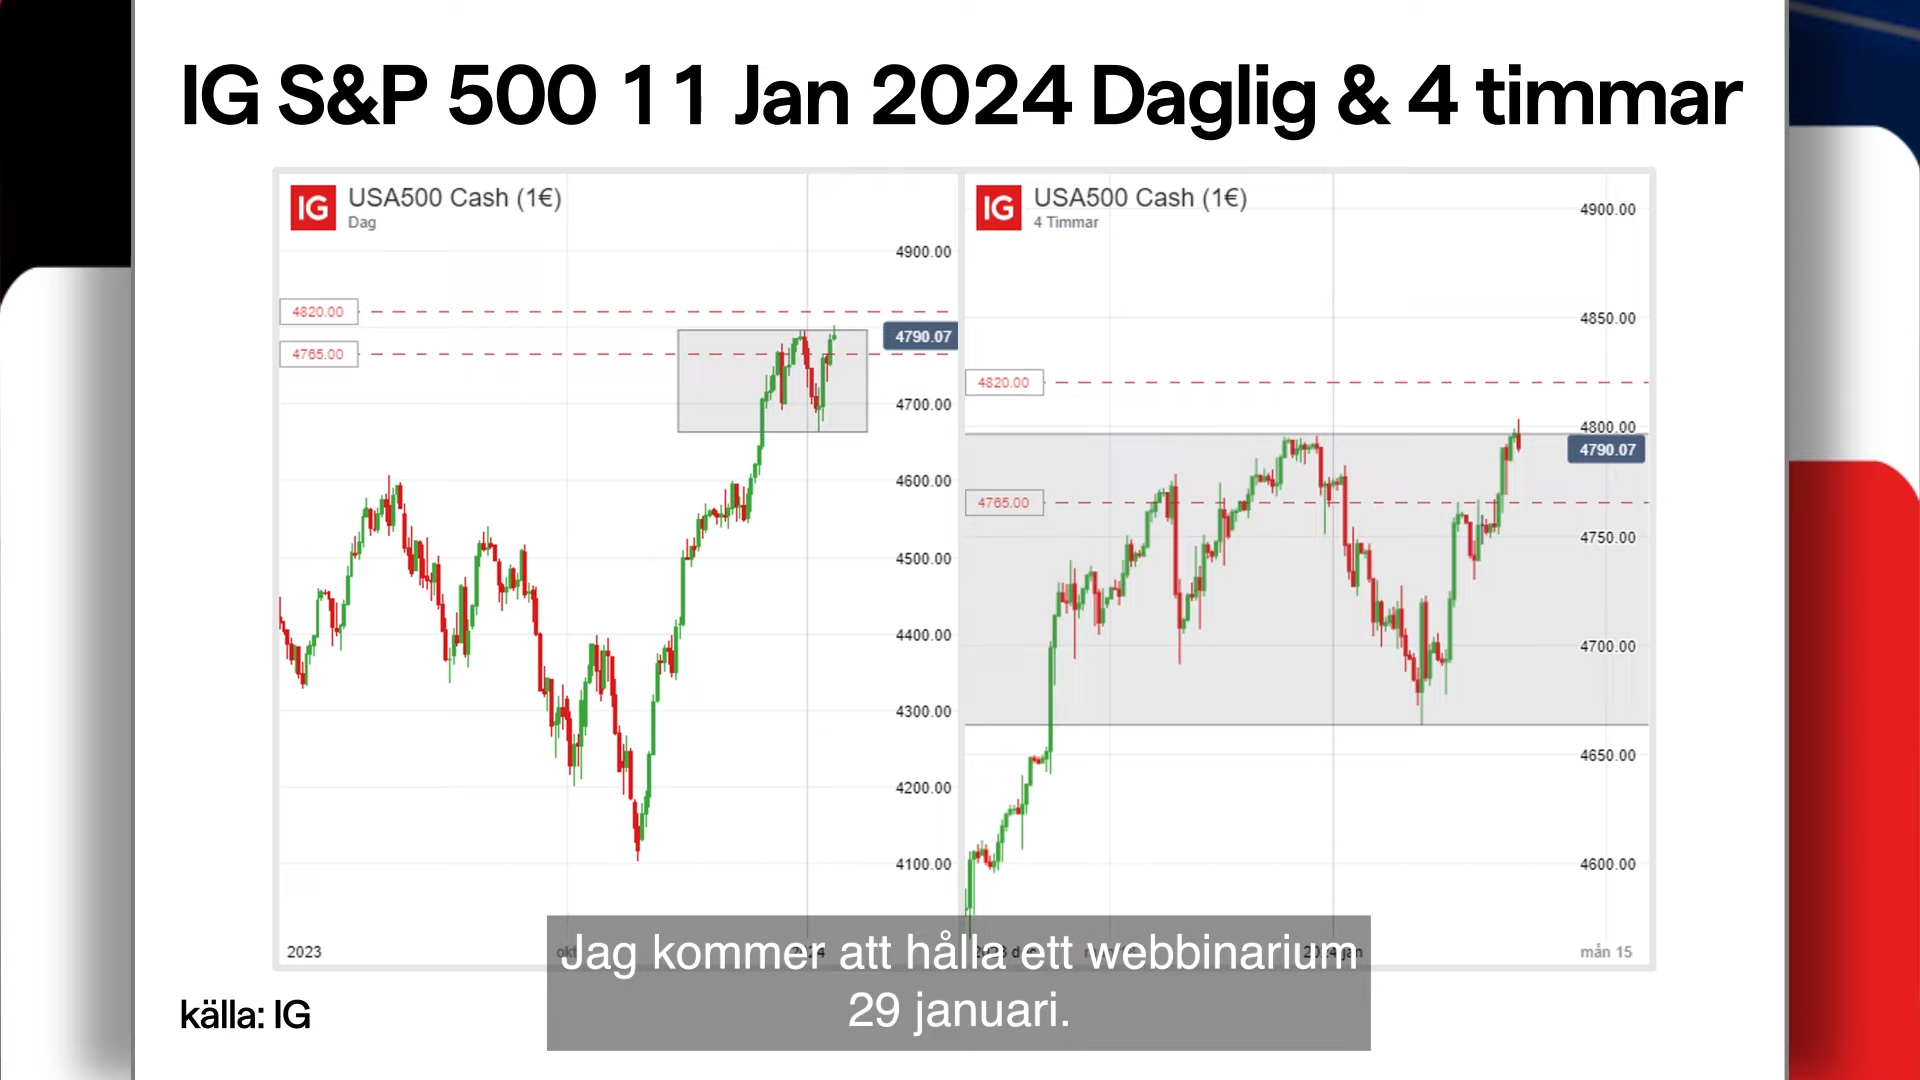 IG S&P 500 11 Jan 2024 Daglig & 4 timmar
IG
USA500 Cash (1€)
Dag
4900.00
4820.00
4790.07
4765.00
4700.00
4600.00
4500.00
4400.00
4300.00
4200.00
4100.00
2023
IG
USA500 Cash (1€)
4 Timmar
4900.00
4850.00
4820.00
4800.00
4790.07
4765.00
4750.00
4700.00
4650.00
4600.00
mån 15
Jag kommer att hålla ett webbinarium
29 januari.
källa: IG